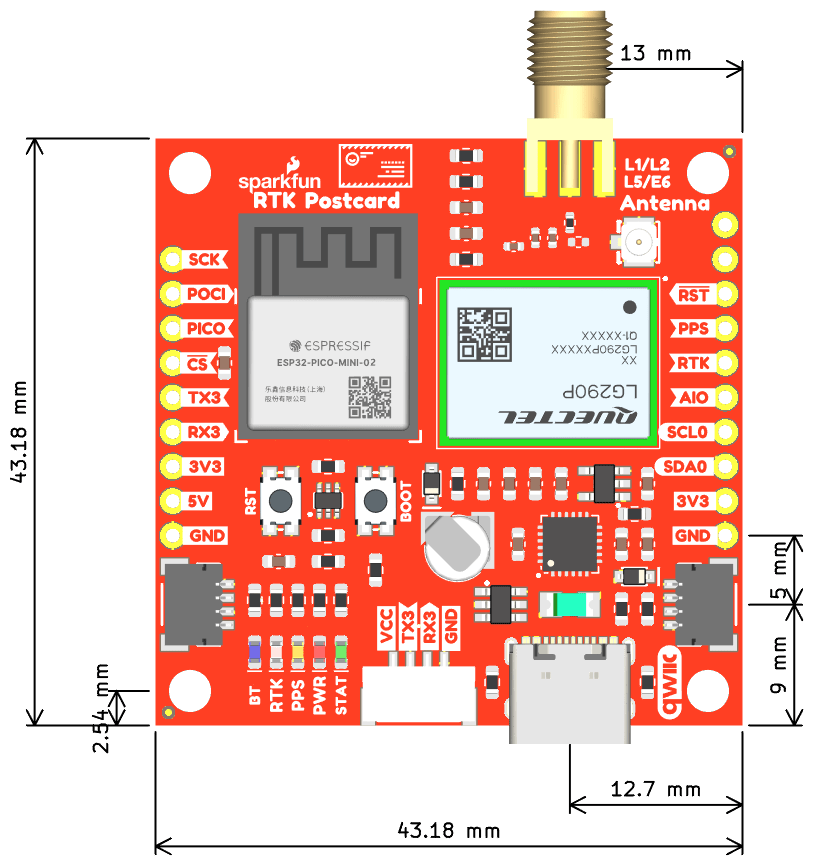 13 mm
sparkfun
RTK Postcard
L1/L2
L5/E6
Antenna
SCK
POCI
PICO
CS
TX3
RX3
3V3
5V
GND
ESPRESSIF
ESP32-PICO-MINI-02
乐鑫信息科技(上海)
股份有限公司
QUECTEL
LG290P
XX
LG290PXXXXX
Q1-XXXXX
RST
PPS
RTK
AIO
SCL0
SDA0
3V3
GND
43.18 mm
RST
BOOT
5 mm
VCC
TX3
RX3
GND
BT
RTK
PPS
PWR
STAT
qwiic
9 mm
2.54 mm
12.7 mm
43.18 mm